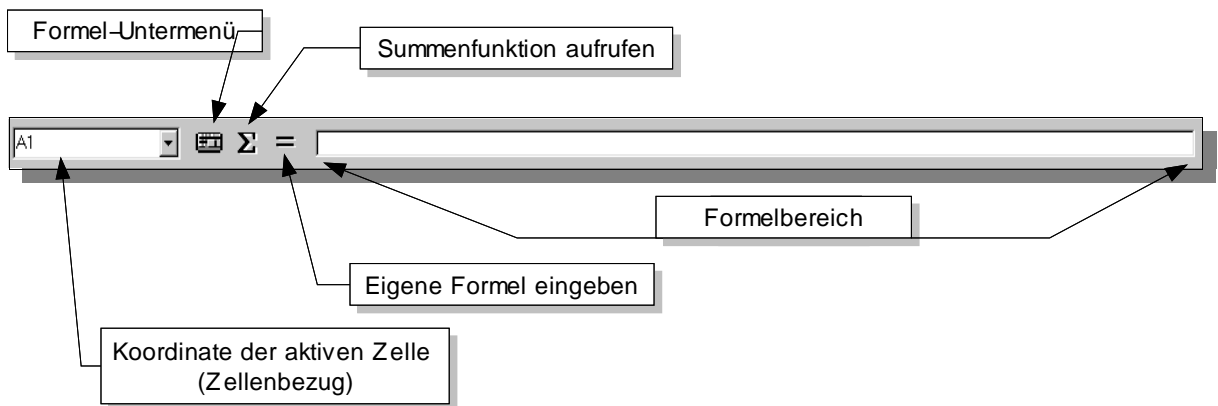 Formel-Untermenü
Summenfunktion aufrufen
A1
Σ =
Formelbereich
Eigene Formel eingeben
Koordinate der aktiven Zelle
(Zellenbezug)